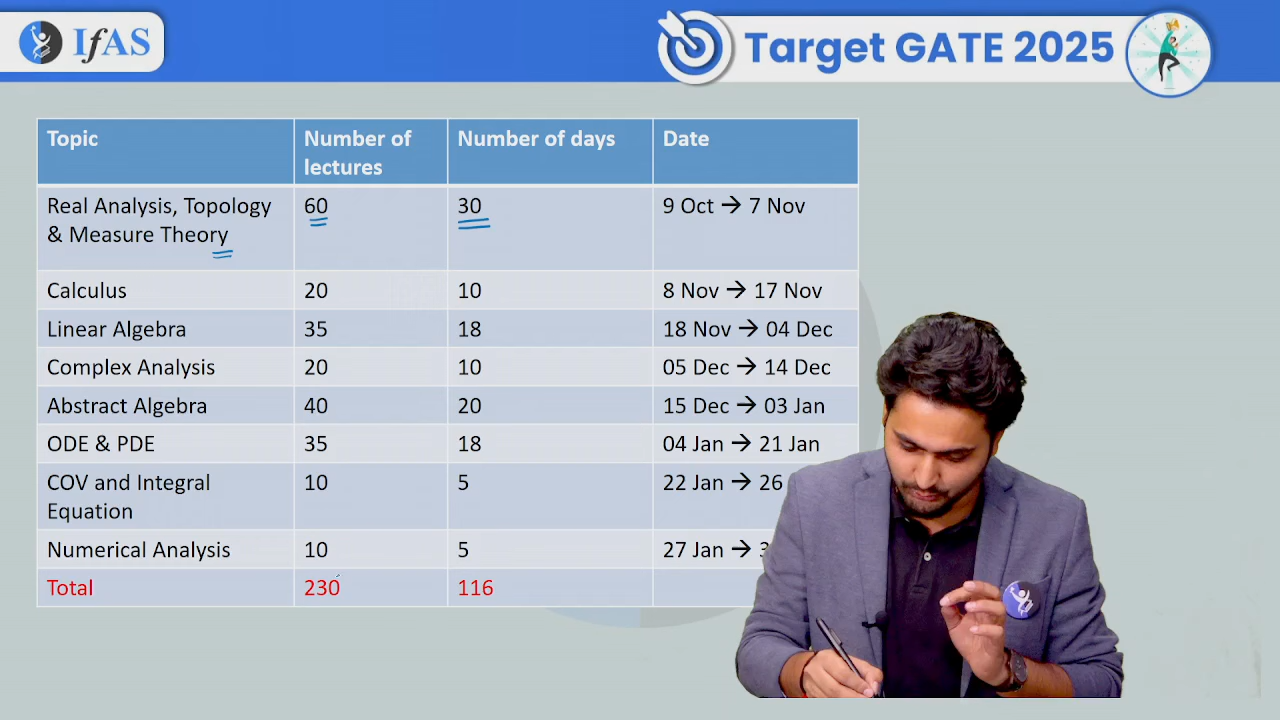 IfAS
Target GATE 2025
Topic
Number of
lectures
Number of days
Date
Real Analysis, Topology
& Measure Theory
60
30
9 Oct → 7 Nov
Calculus
20
10
8 Nov → 17 Nov
Linear Algebra
35
18
18 Nov → 04 Dec
Complex Analysis
20
10
05 Dec → 14 Dec
Abstract Algebra
40
20
15 Dec → 03 Jan
ODE & PDE
35
18
04 Jan → 21 Jan
COV and Integral
Equation
10
5
22 Jan → 26
Numerical Analysis
10
5
27 Jan → 3
Total
230
116